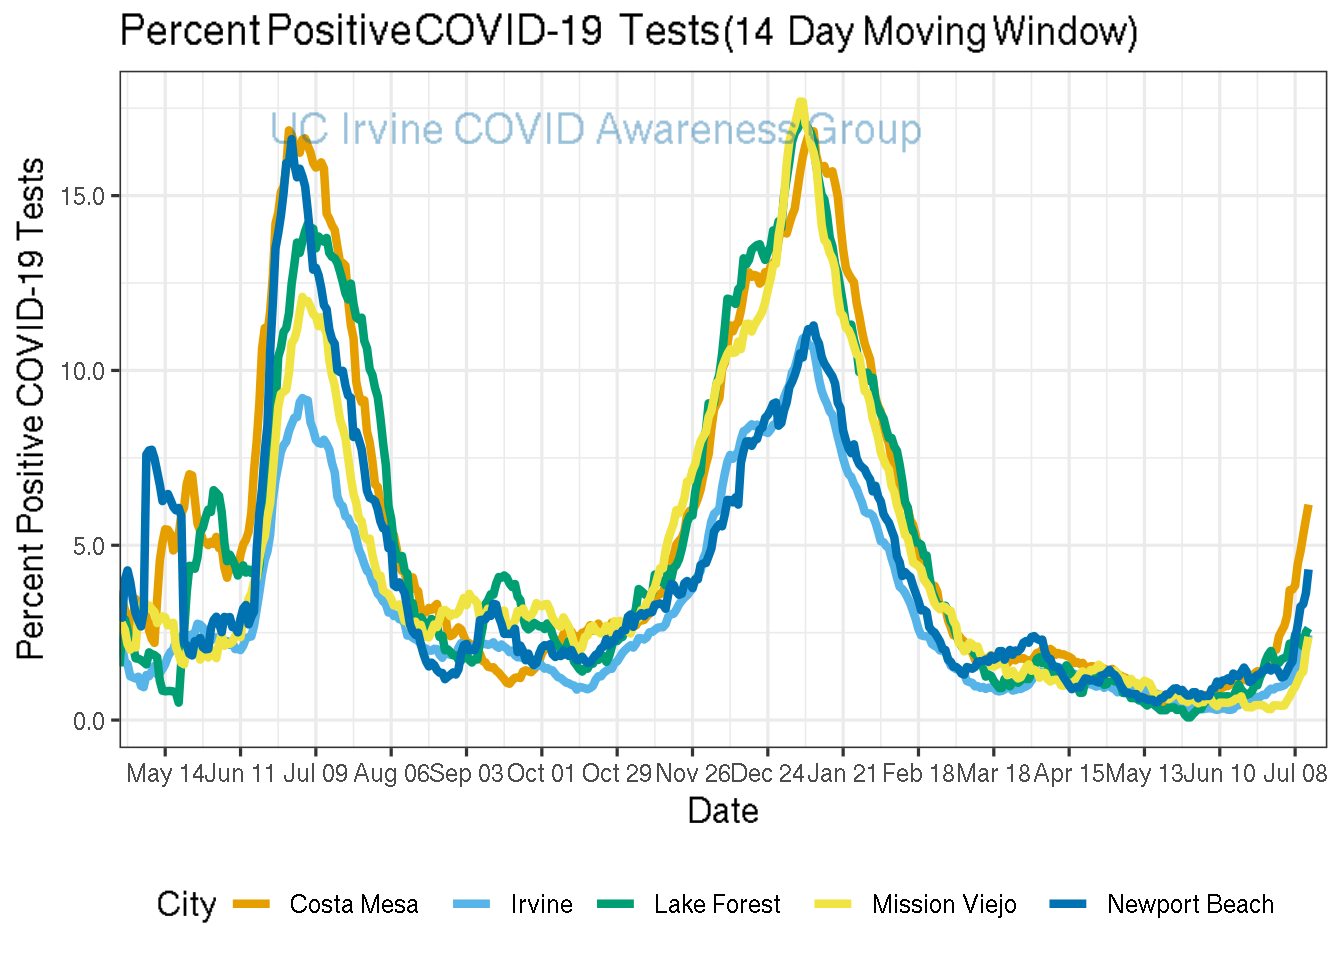 Percent Positive COVID-19 Tests(14 Day Moving Window)
UC Irvine COVID Awareness Group
Percent Positive COVID-19 Tests
15.0
10.0
5.0
0.0
May 14 Jun 11 Jul 09 Aug 06 Sep 03 Oct 01 Oct 29 Nov 26 Dec 24 Jan 21 Feb 18 Mar 18 Apr 15 May 13 Jun 10 Jul 08
Date
City Costa Mesa Irvine Lake Forest Mission Viejo Newport Beach